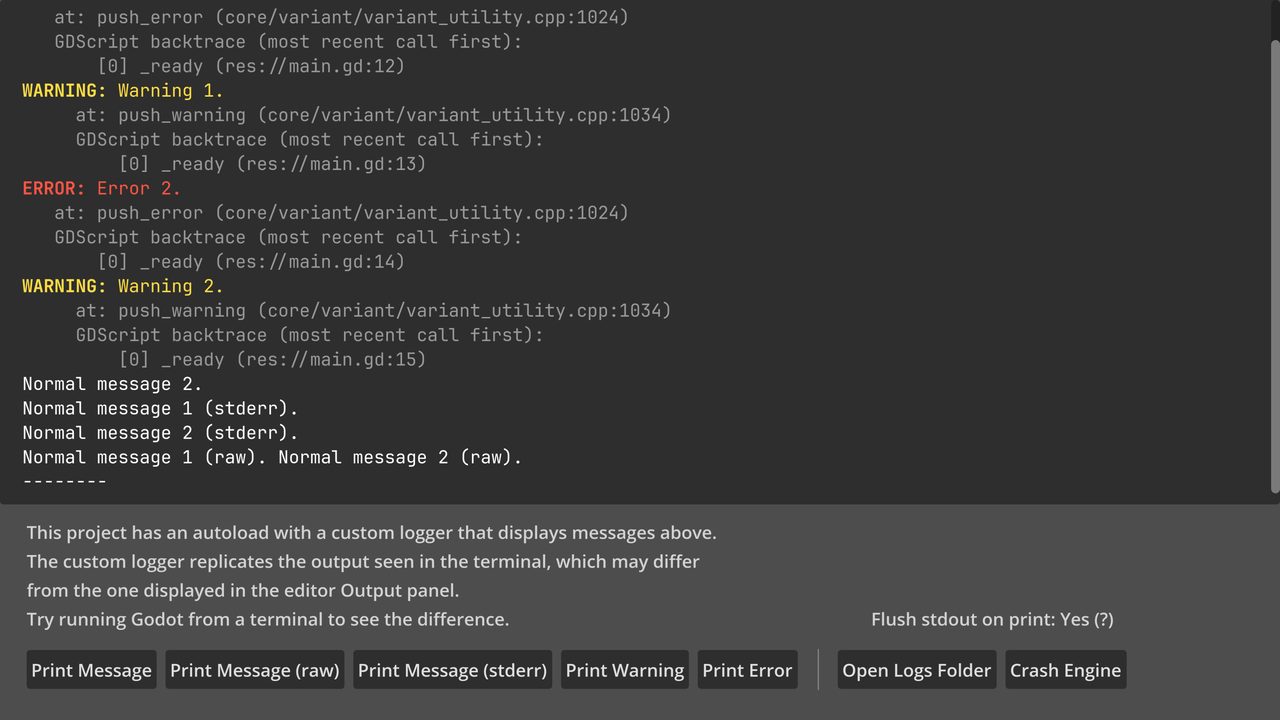 at: push_error (core/variant/variant_utility.cpp:1024)
GDScript backtrace (most recent call first):
[0] _ready (res://main.gd:12)
WARNING: Warning 1.
at: push_warning (core/variant/variant_utility.cpp:1034)
GDScript backtrace (most recent call first):
[0] _ready (res://main.gd:13)
ERROR: Error 2.
at: push_error (core/variant/variant_utility.cpp:1024)
GDScript backtrace (most recent call first):
[0] _ready (res://main.gd:14)
WARNING: Warning 2.
at: push_warning (core/variant/variant_utility.cpp:1034)
GDScript backtrace (most recent call first):
[0] _ready (res://main.gd:15)
Normal message 2.
Normal message 1 (stderr).
Normal message 2 (stderr).
Normal message 1 (raw). Normal message 2 (raw).
--------
This project has an autoload with a custom logger that displays messages above.
The custom logger replicates the output seen in the terminal, which may differ
from the one displayed in the editor Output panel.
Try running Godot from a terminal to see the difference.
Flush stdout on print: Yes (?)
Print Message
Print Message (raw)
Print Message (stderr)
Print Warning
Print Error
Open Logs Folder
Crash Engine